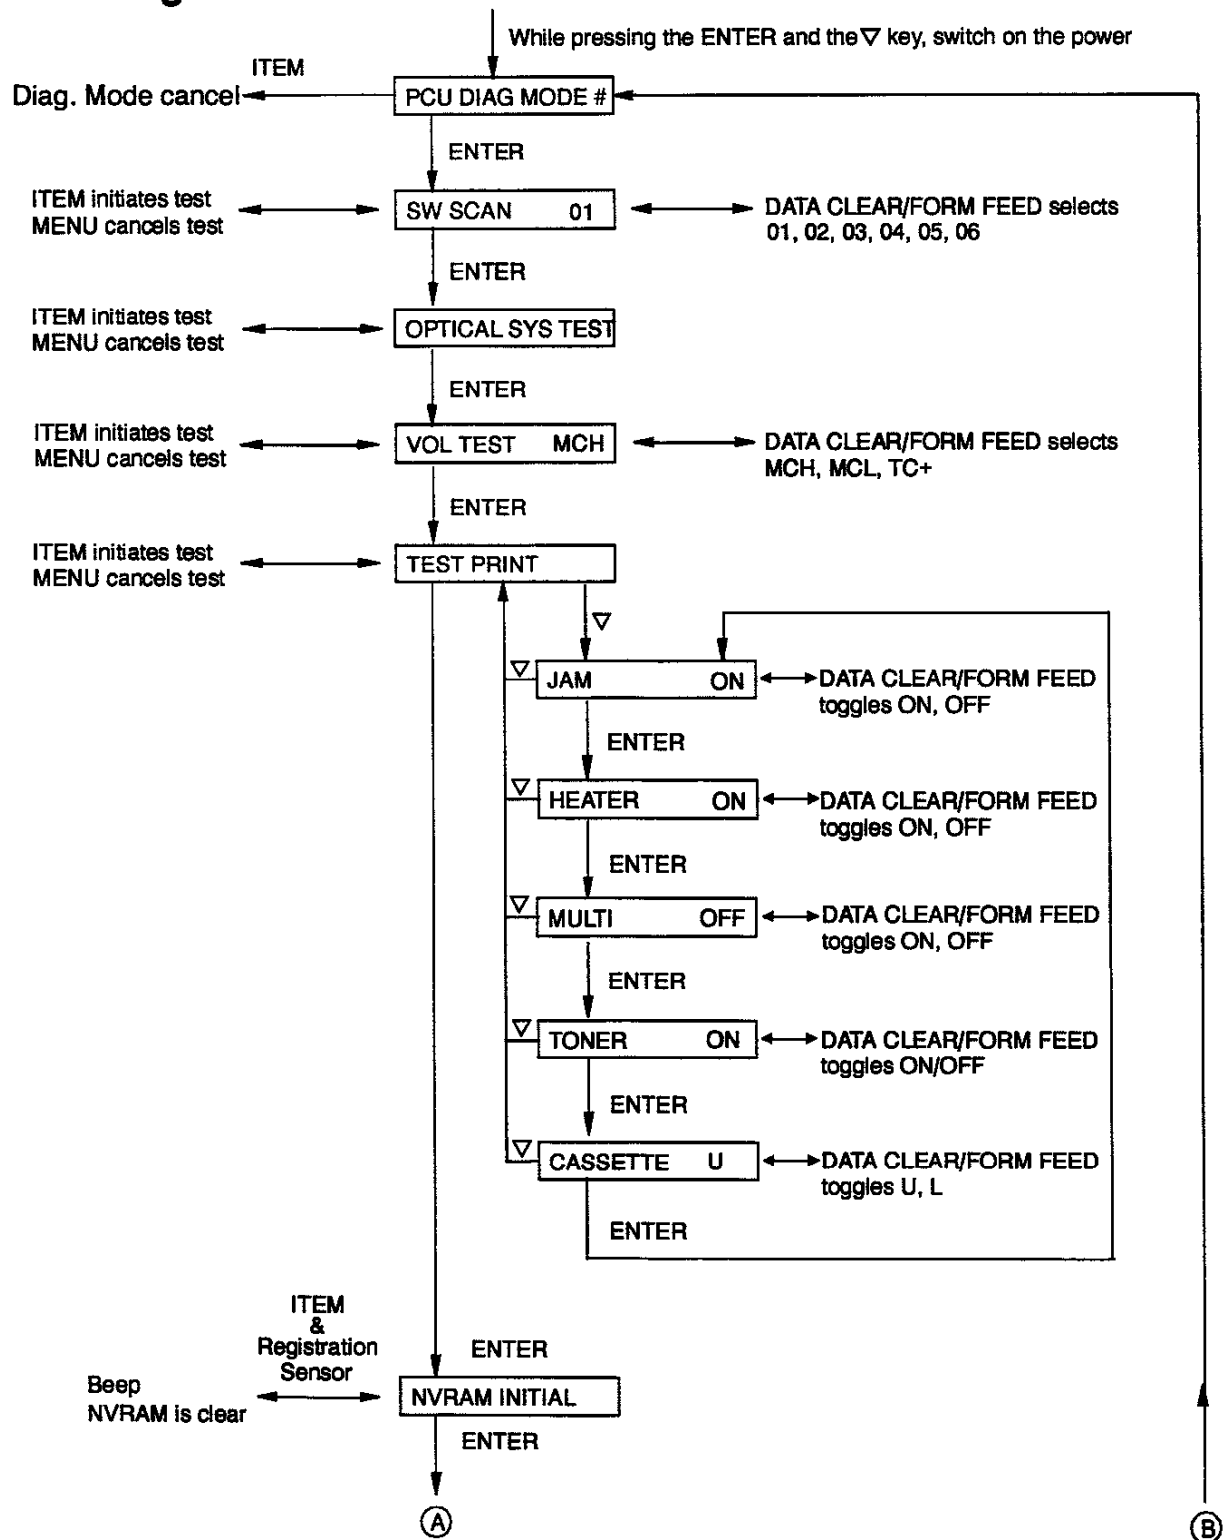 While pressing the ENTER and the ▽ key, switch on the power
ITEM
Diag. Mode cancel
PCU DIAG MODE #
ENTER
ITEM initiates test
MENU cancels test
SW SCAN 01
DATA CLEAR/FORM FEED selects
01, 02, 03, 04, 05, 06
ENTER
ITEM initiates test
MENU cancels test
OPTICAL SYS TEST
ENTER
ITEM initiates test
MENU cancels test
VOL TEST MCH
DATA CLEAR/FORM FEED selects
MCH, MCL, TC+
ENTER
ITEM initiates test
MENU cancels test
TEST PRINT
▽
▽
JAM ON
DATA CLEAR/FORM FEED
toggles ON, OFF
ENTER
▽
HEATER ON
DATA CLEAR/FORM FEED
toggles ON, OFF
ENTER
▽
MULTI OFF
DATA CLEAR/FORM FEED
toggles ON, OFF
ENTER
▽
TONER ON
DATA CLEAR/FORM FEED
toggles ON/OFF
ENTER
▽
CASSETTE U
DATA CLEAR/FORM FEED
toggles U, L
ENTER
ITEM
&
Registration
Sensor
ENTER
Beep
NVRAM is clear
NVRAM INITIAL
ENTER
A
B